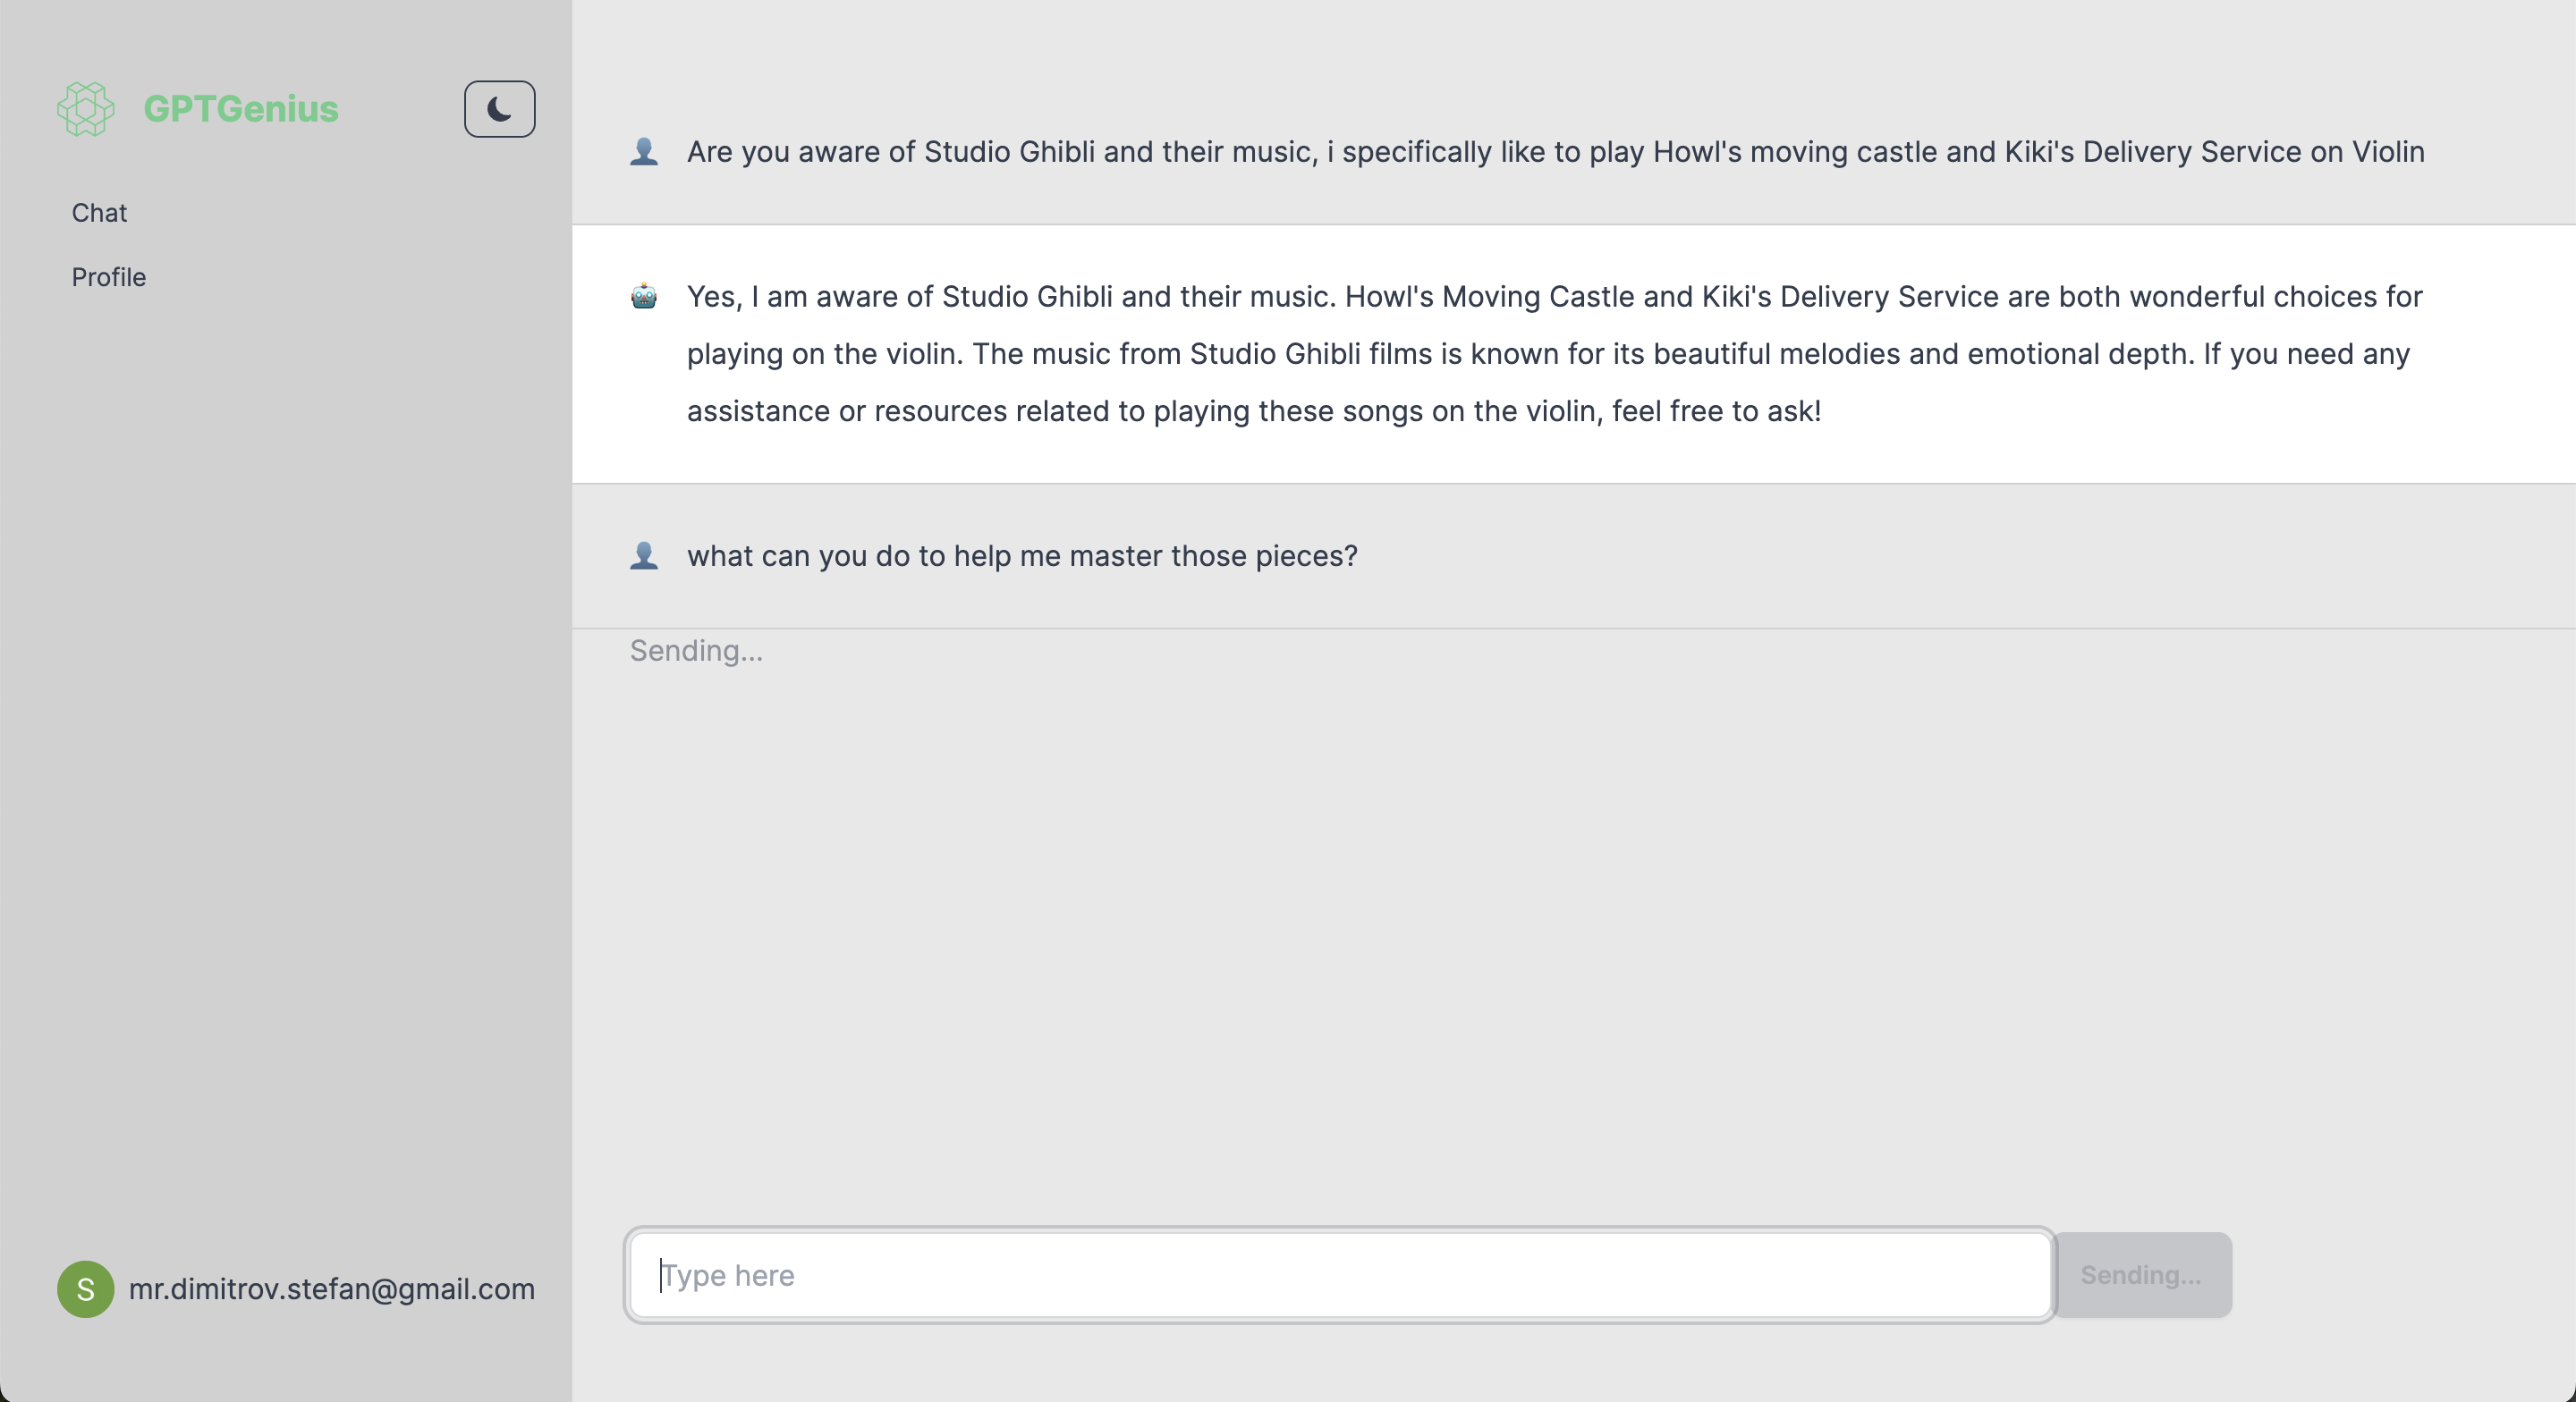 GPTGenius
Chat
Profile
Are you aware of Studio Ghibli and their music, i specifically like to play Howl's moving castle and Kiki's Delivery Service on Violin
Yes, I am aware of Studio Ghibli and their music. Howl's Moving Castle and Kiki's Delivery Service are both wonderful choices for
playing on the violin. The music from Studio Ghibli films is known for its beautiful melodies and emotional depth. If you need any
assistance or resources related to playing these songs on the violin, feel free to ask!
what can you do to help me master those pieces?
Sending...
Type here
Sending...
S
mr.dimitrov.stefan@gmail.com